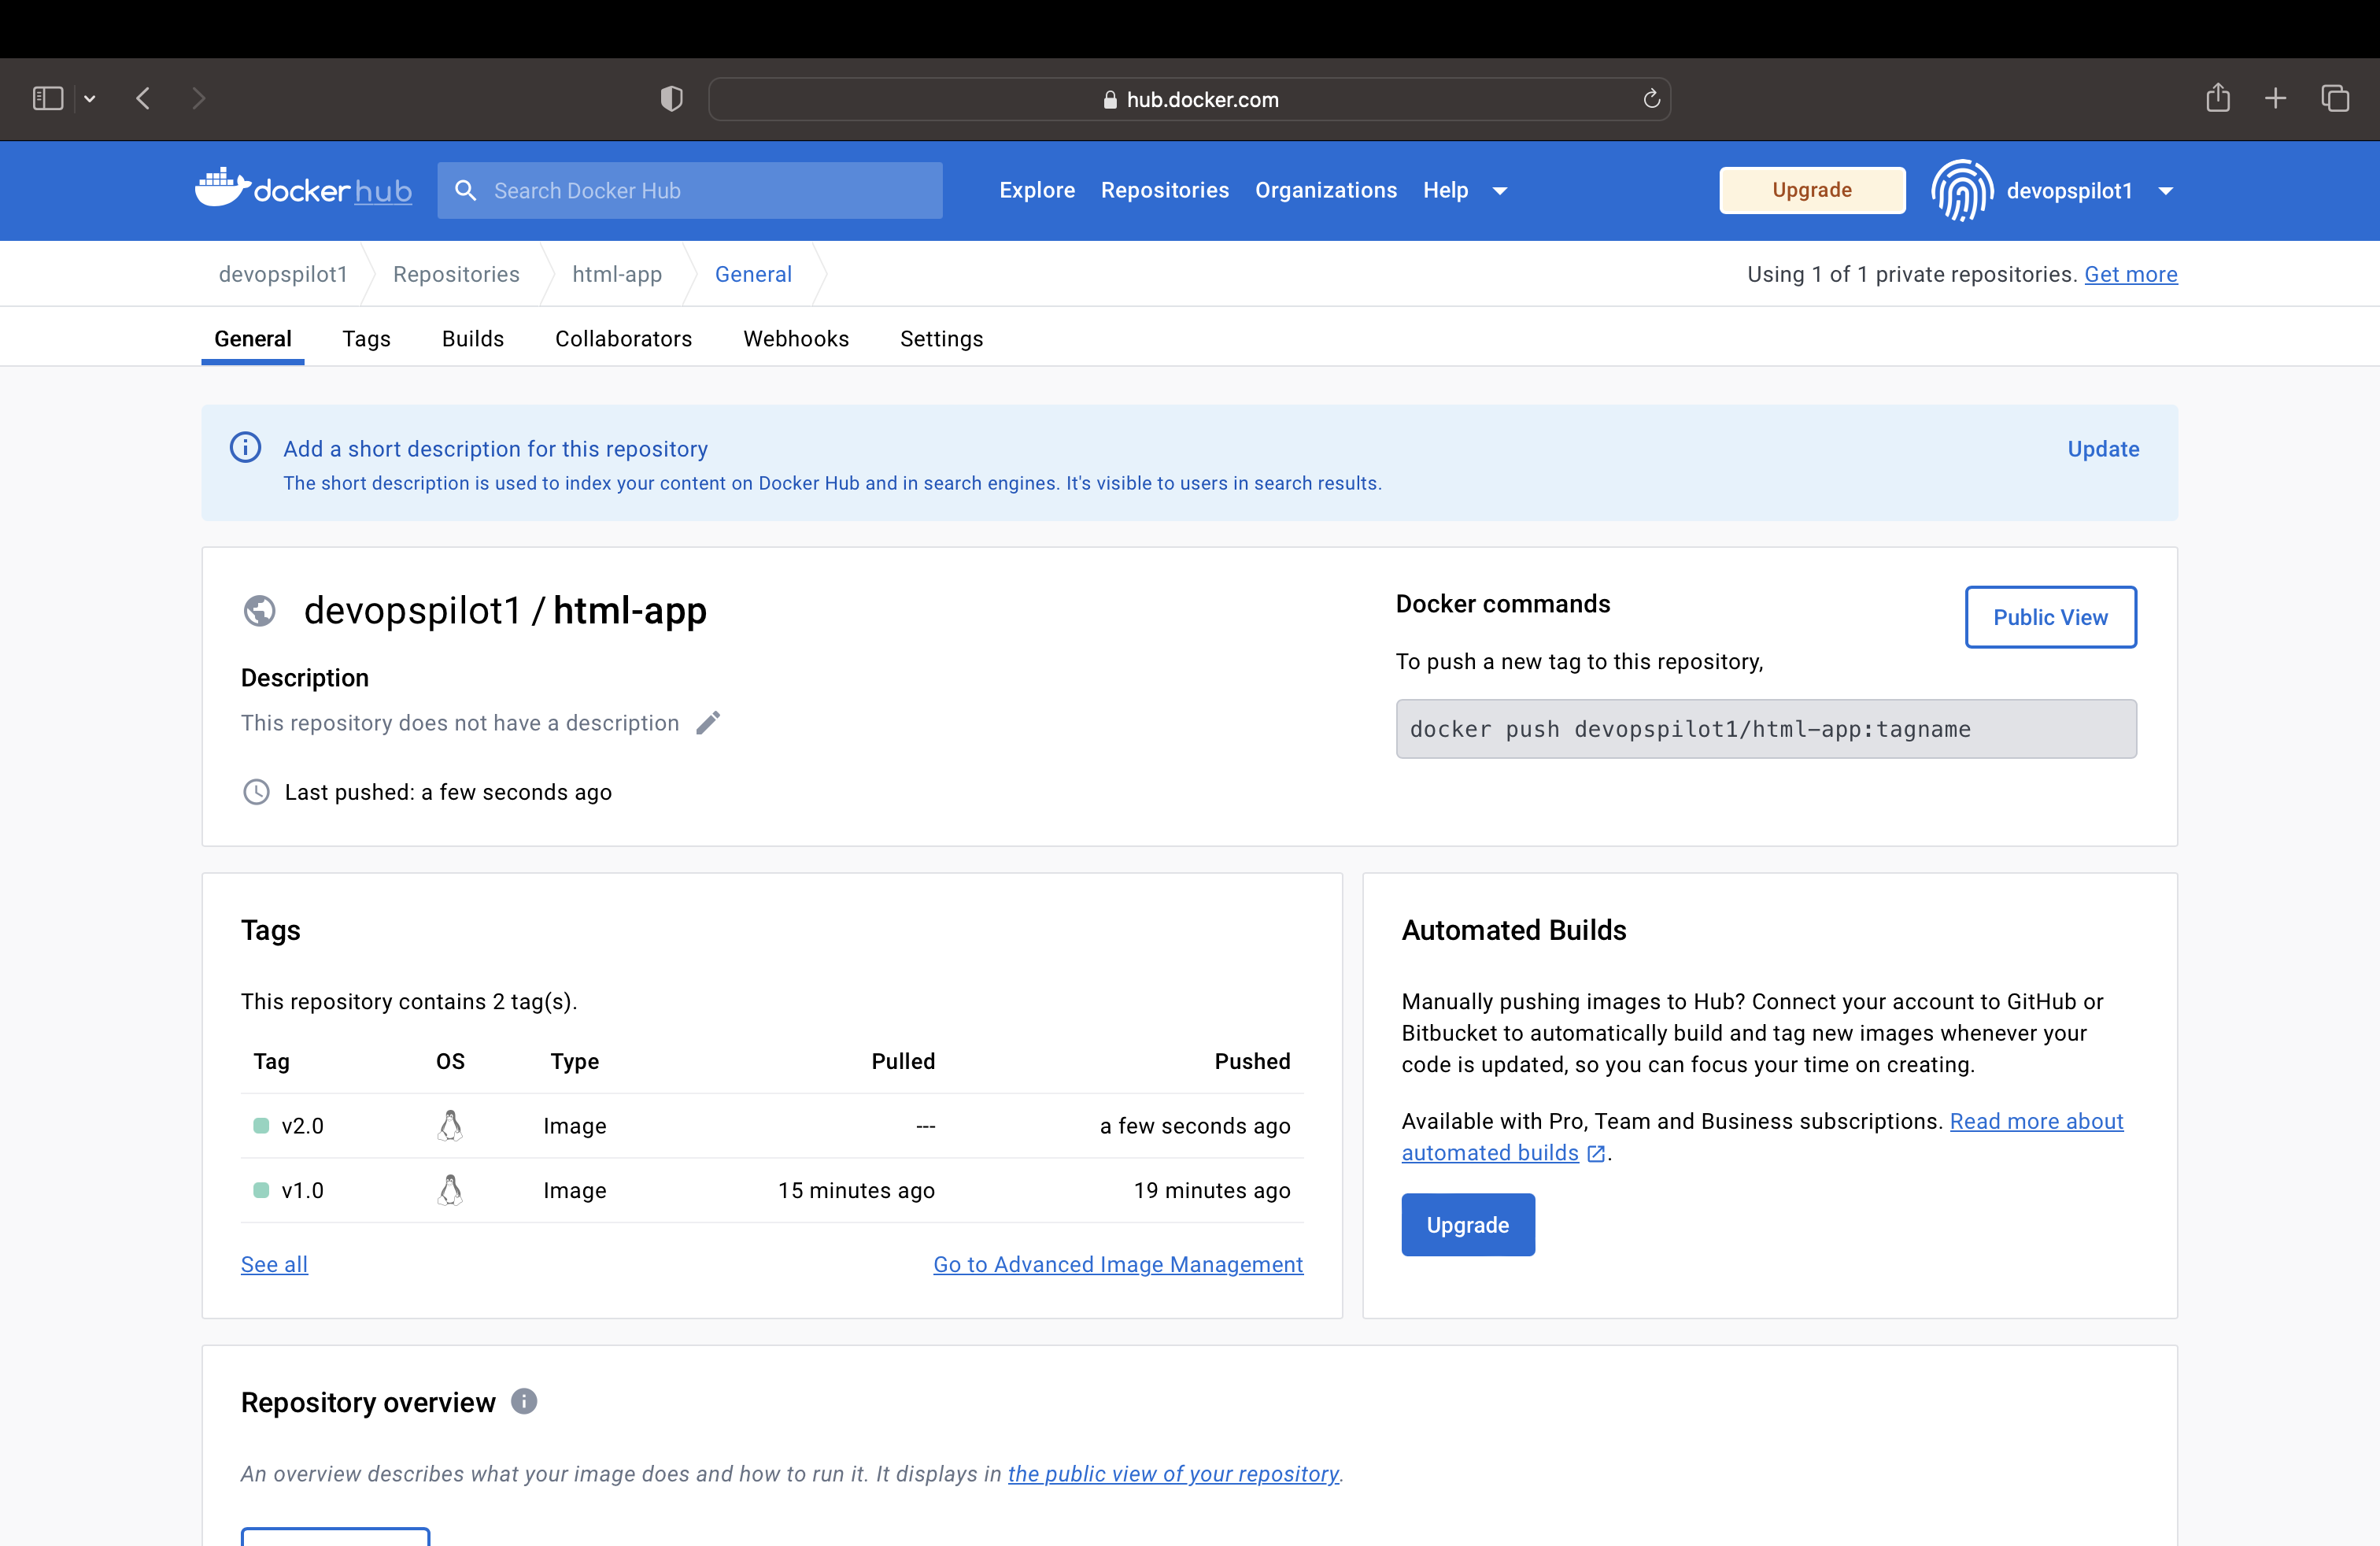 hub.docker.com
docker hub
Search Docker Hub
Explore Repositories Organizations Help
Upgrade
devopspilot1
devopspilot1 Repositories html-app General
Using 1 of 1 private repositories. Get more
General Tags Builds Collaborators Webhooks Settings
Add a short description for this repository
Update
The short description is used to index your content on Docker Hub and in search engines. It's visible to users in search results.
devopspilot1 / html-app
Description
This repository does not have a description
Last pushed: a few seconds ago
Docker commands
Public View
To push a new tag to this repository,
docker push devopspilot1/html-app:tagname
Tags
This repository contains 2 tag(s).
Tag OS Type Pulled Pushed
v2.0 Image --- a few seconds ago
v1.0 Image 15 minutes ago 19 minutes ago
See all
Go to Advanced Image Management
Automated Builds
Manually pushing images to Hub? Connect your account to GitHub or
Bitbucket to automatically build and tag new images whenever your
code is updated, so you can focus your time on creating.
Available with Pro, Team and Business subscriptions. Read more about
automated builds.
Upgrade
Repository overview
An overview describes what your image does and how to run it. It displays in the public view of your repository.